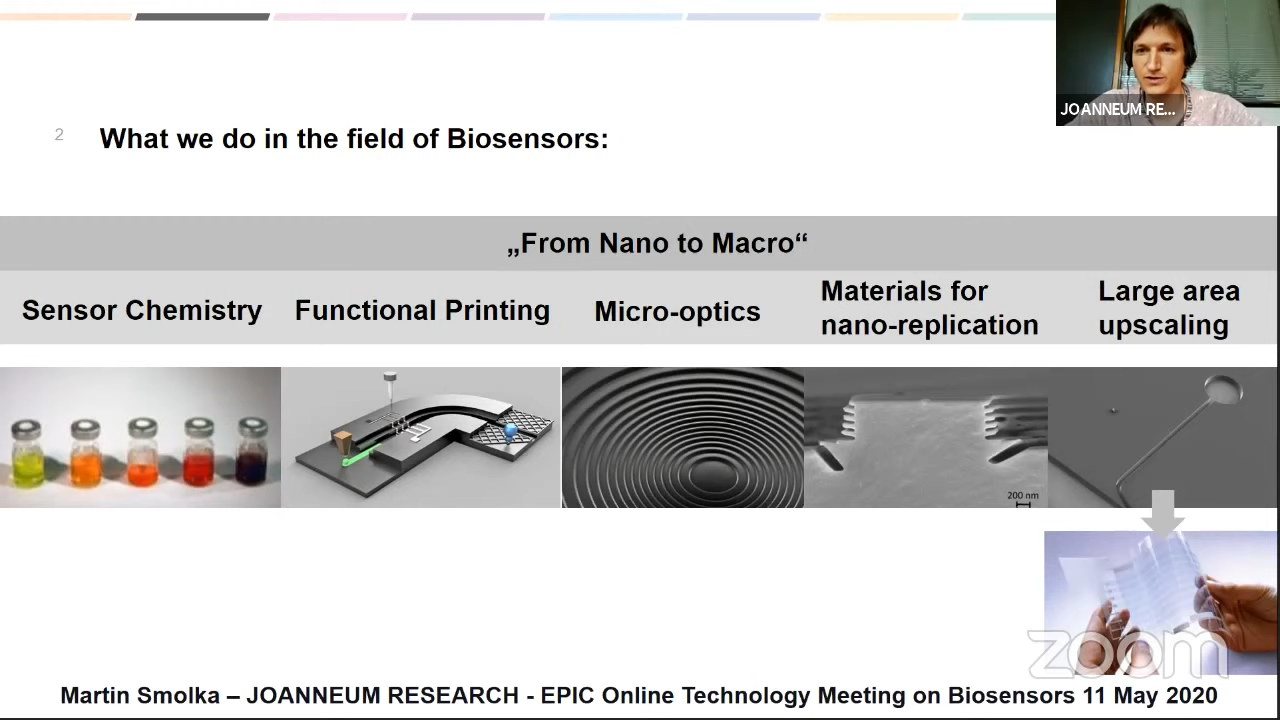 JOANNEUM RE...
2
What we do in the field of Biosensors:
„From Nano to Macro“
Sensor Chemistry
Functional Printing
Micro-optics
Materials for
nano-replication
Large area
upscaling
200 nm
zoom
Martin Smolka – JOANNEUM RESEARCH - EPIC Online Technology Meeting on Biosensors 11 May 2020